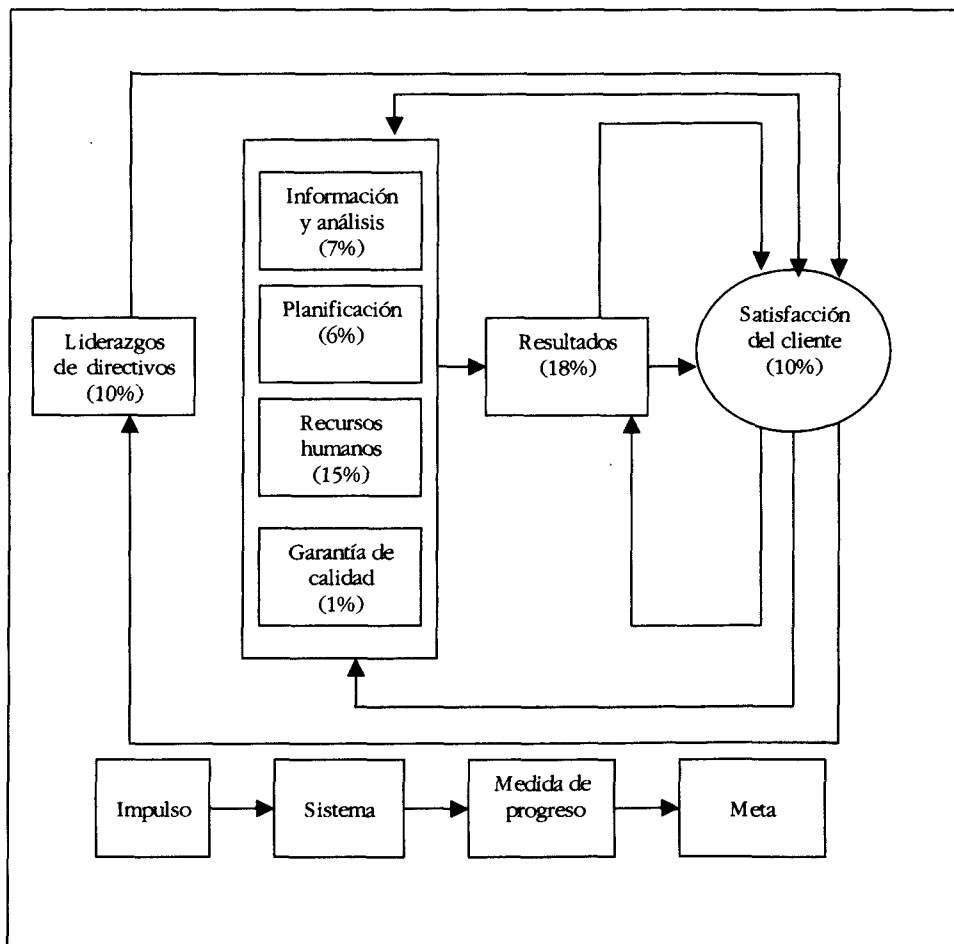 Información
y análisis
(7%)
Planificación
(6%)
Liderazgos
de directivos
(10%)
Resultados
(18%)
Satisfacción
del cliente
(10%)
Recursos
humanos
(15%)
Garantía de
calidad
(1%)
Impulso
Sistema
Medida de
progreso
Meta